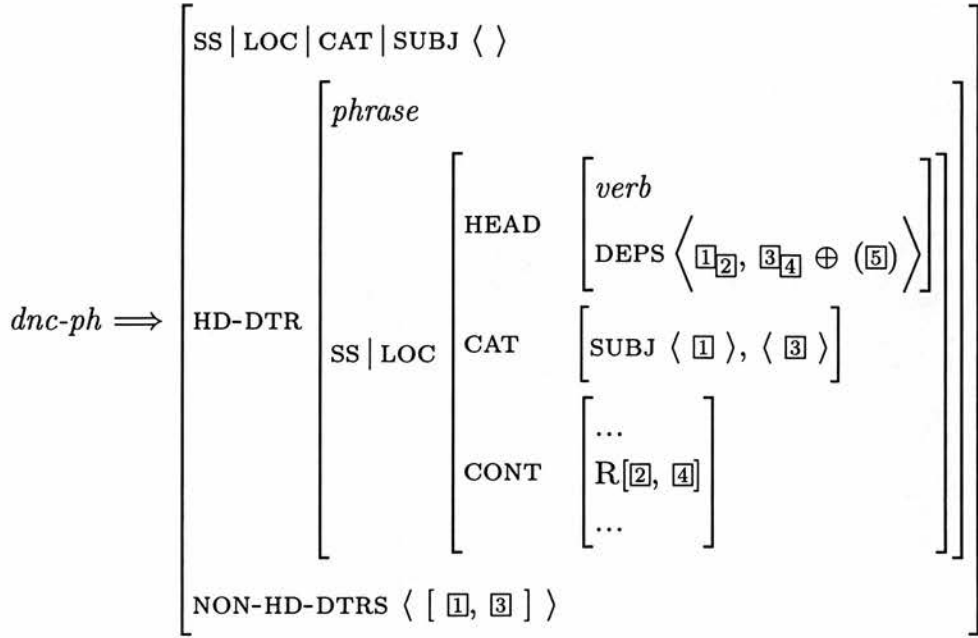 SS | LOC | CAT | SUBJ ⟨ ⟩
phrase
verb
HEAD
DEPS ⟨ 1 2, 3 4 ⊕ (5) ⟩
dnc-ph ⟹
HD-DTR
SS | LOC
CAT
SUBJ ⟨ 1 ⟩, ⟨ 3 ⟩
...
CONT
R[2, 4]
...
NON-HD-DTRS ⟨ [ 1, 3 ] ⟩